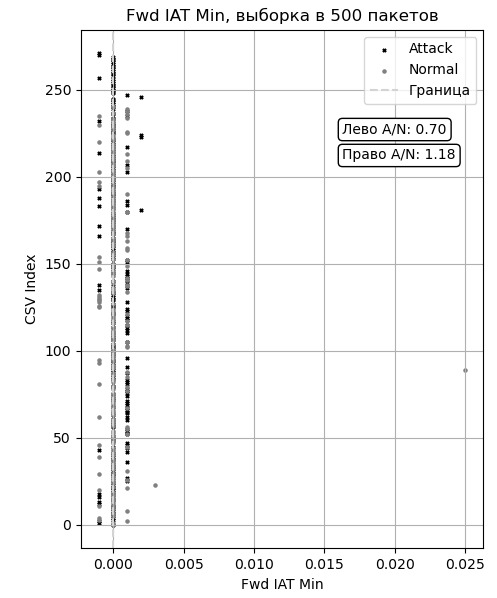 Fwd IAT Min, выборка в 500 пакетов
Attack
Normal
Граница
Лево A/N: 0.70
Право A/N: 1.18
250
200
150
100
50
0
CSV Index
0.000 0.005 0.010 0.015 0.020 0.025
Fwd IAT Min